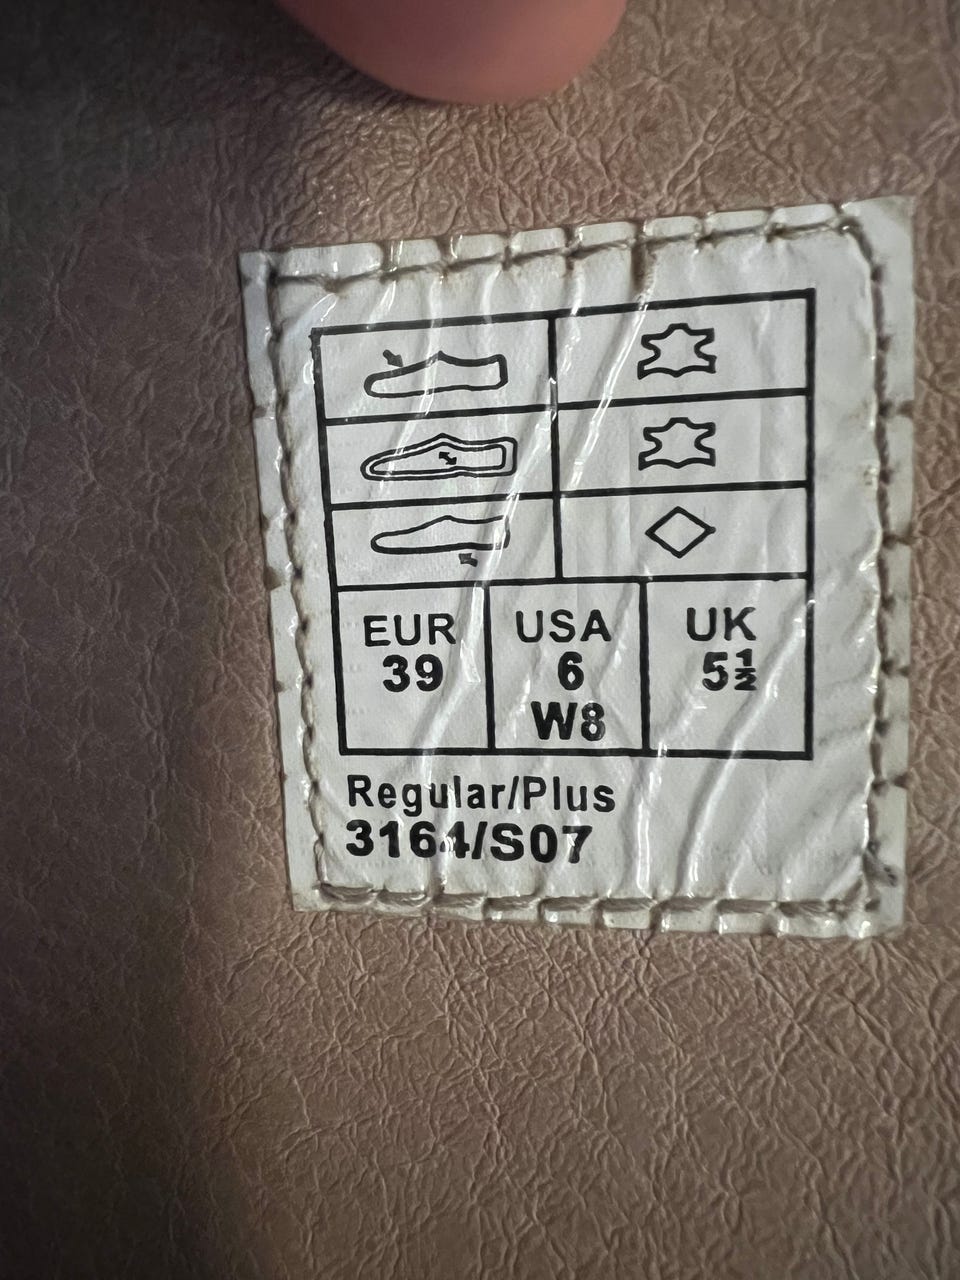 EUR USA UK
39 6 5½
W8
Regular/Plus
3164/S07